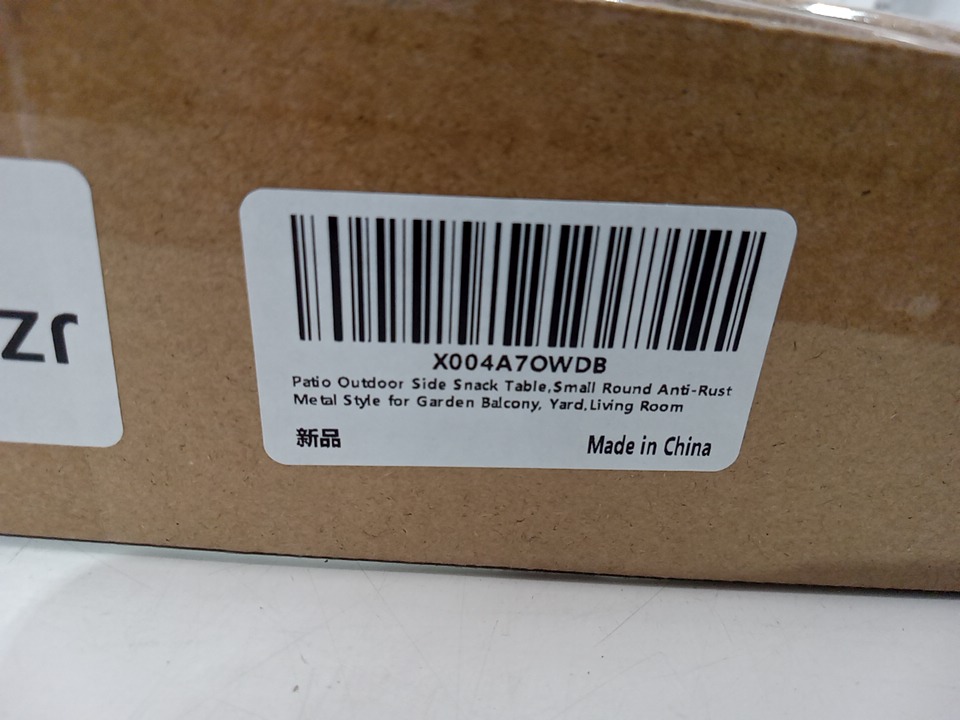 X004A7OWDB
Patio Outdoor Side Snack Table,Small Round Anti-Rust
Metal Style for Garden Balcony, Yard,Living Room
新品
Made in China